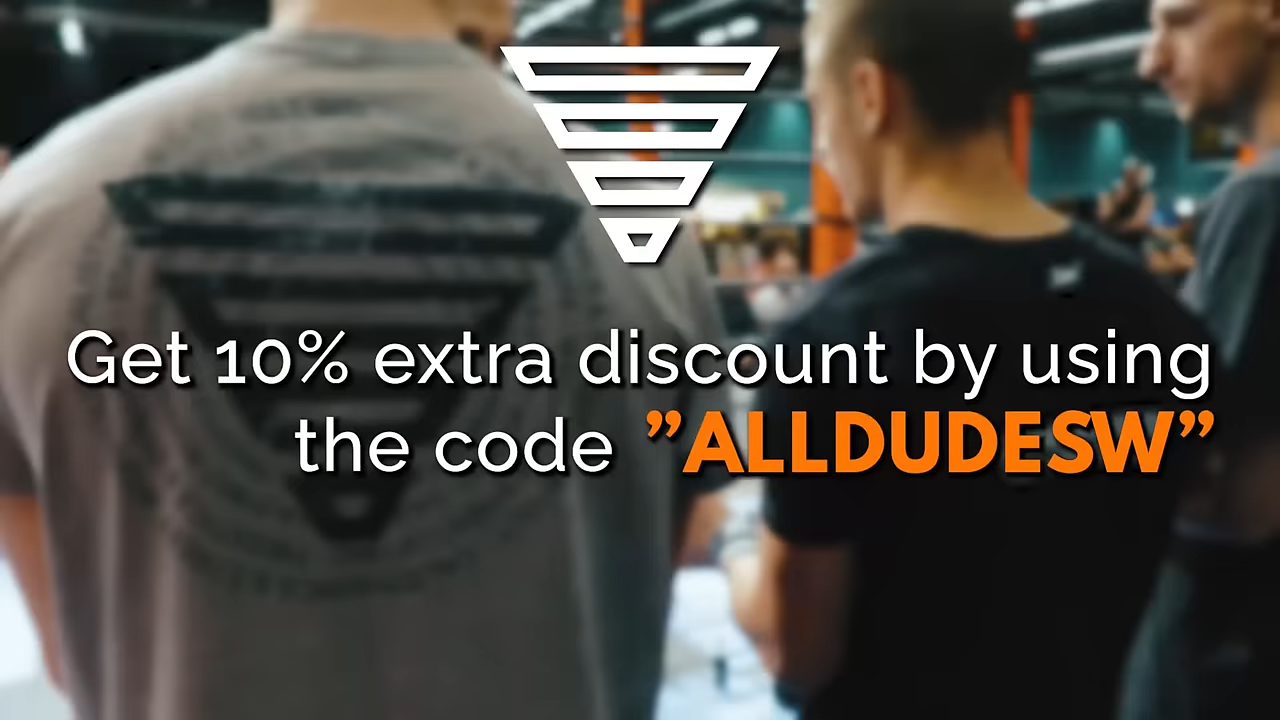 Get 10% extra discount by using
the code ”ALLDUDESW”